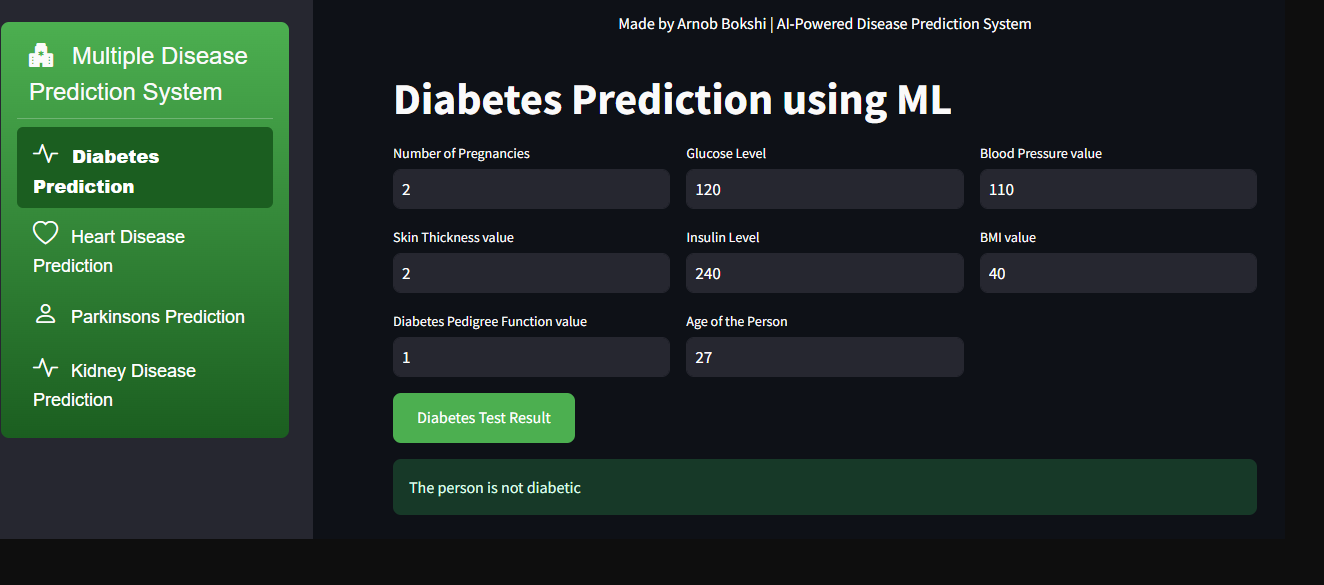 Made by Arnob Bokshi | AI-Powered Disease Prediction System
Multiple Disease
Prediction System
Diabetes
Prediction
Heart Disease
Prediction
Parkinsons Prediction
Kidney Disease
Prediction
Diabetes Prediction using ML
Number of Pregnancies
Glucose Level
Blood Pressure value
2
120
110
Skin Thickness value
Insulin Level
BMI value
2
240
40
Diabetes Pedigree Function value
Age of the Person
1
27
Diabetes Test Result
The person is not diabetic